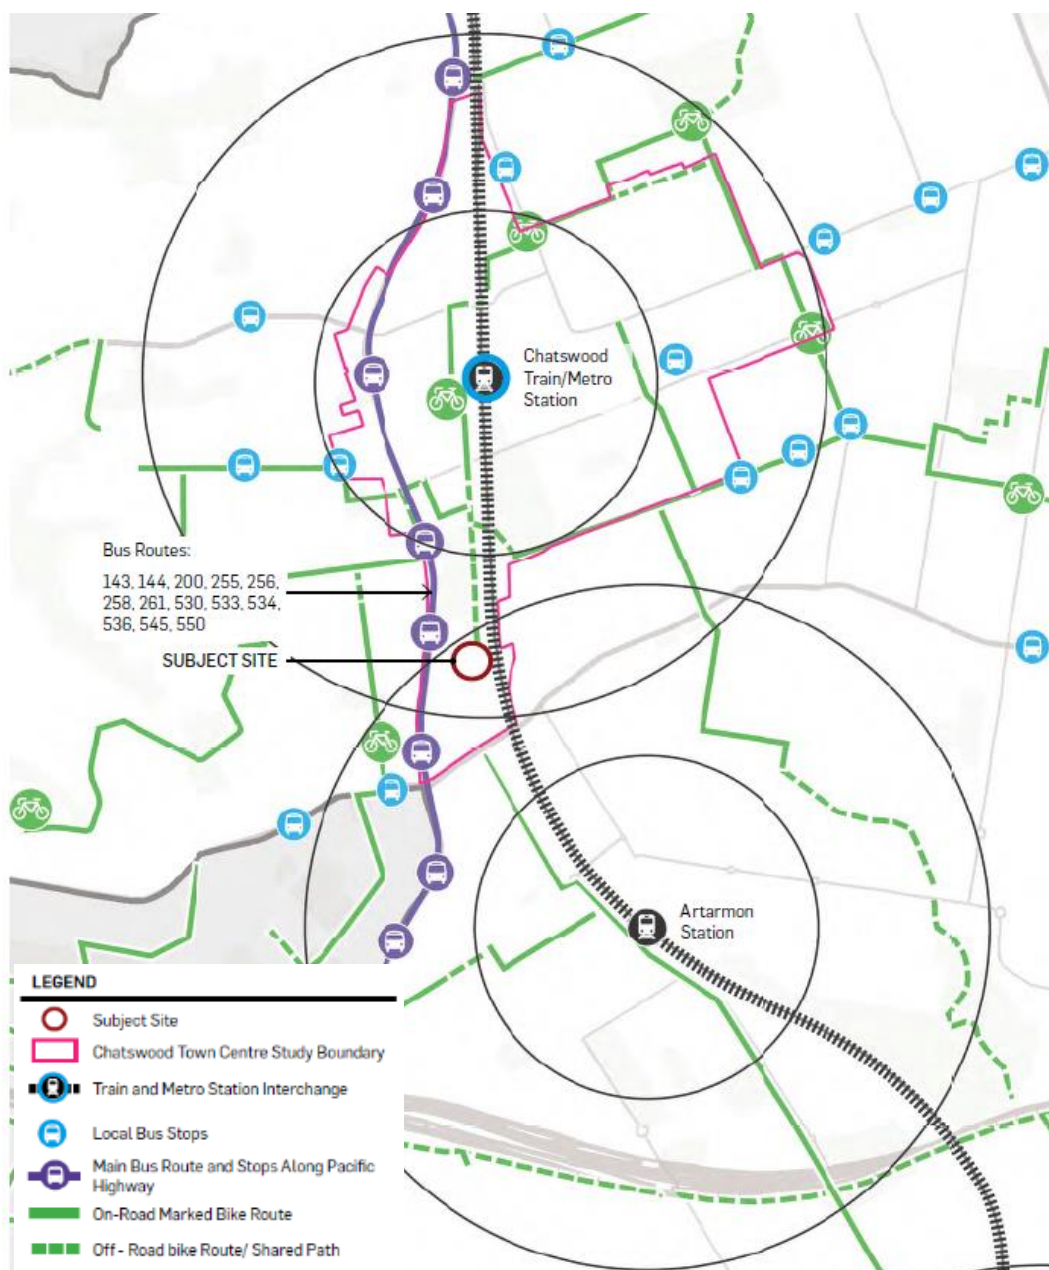 Chatswood
Train/Metro
Station
Bus Routes:
143, 144, 200, 255, 256,
258, 261, 530, 533, 534,
536, 545, 550
SUBJECT SITE
Artarmon
Station
LEGEND
Subject Site
Chatswood Town Centre Study Boundary
Train and Metro Station Interchange
Local Bus Stops
Main Bus Route and Stops Along Pacific
Highway
On-Road Marked Bike Route
Off - Road bike Route/ Shared Path